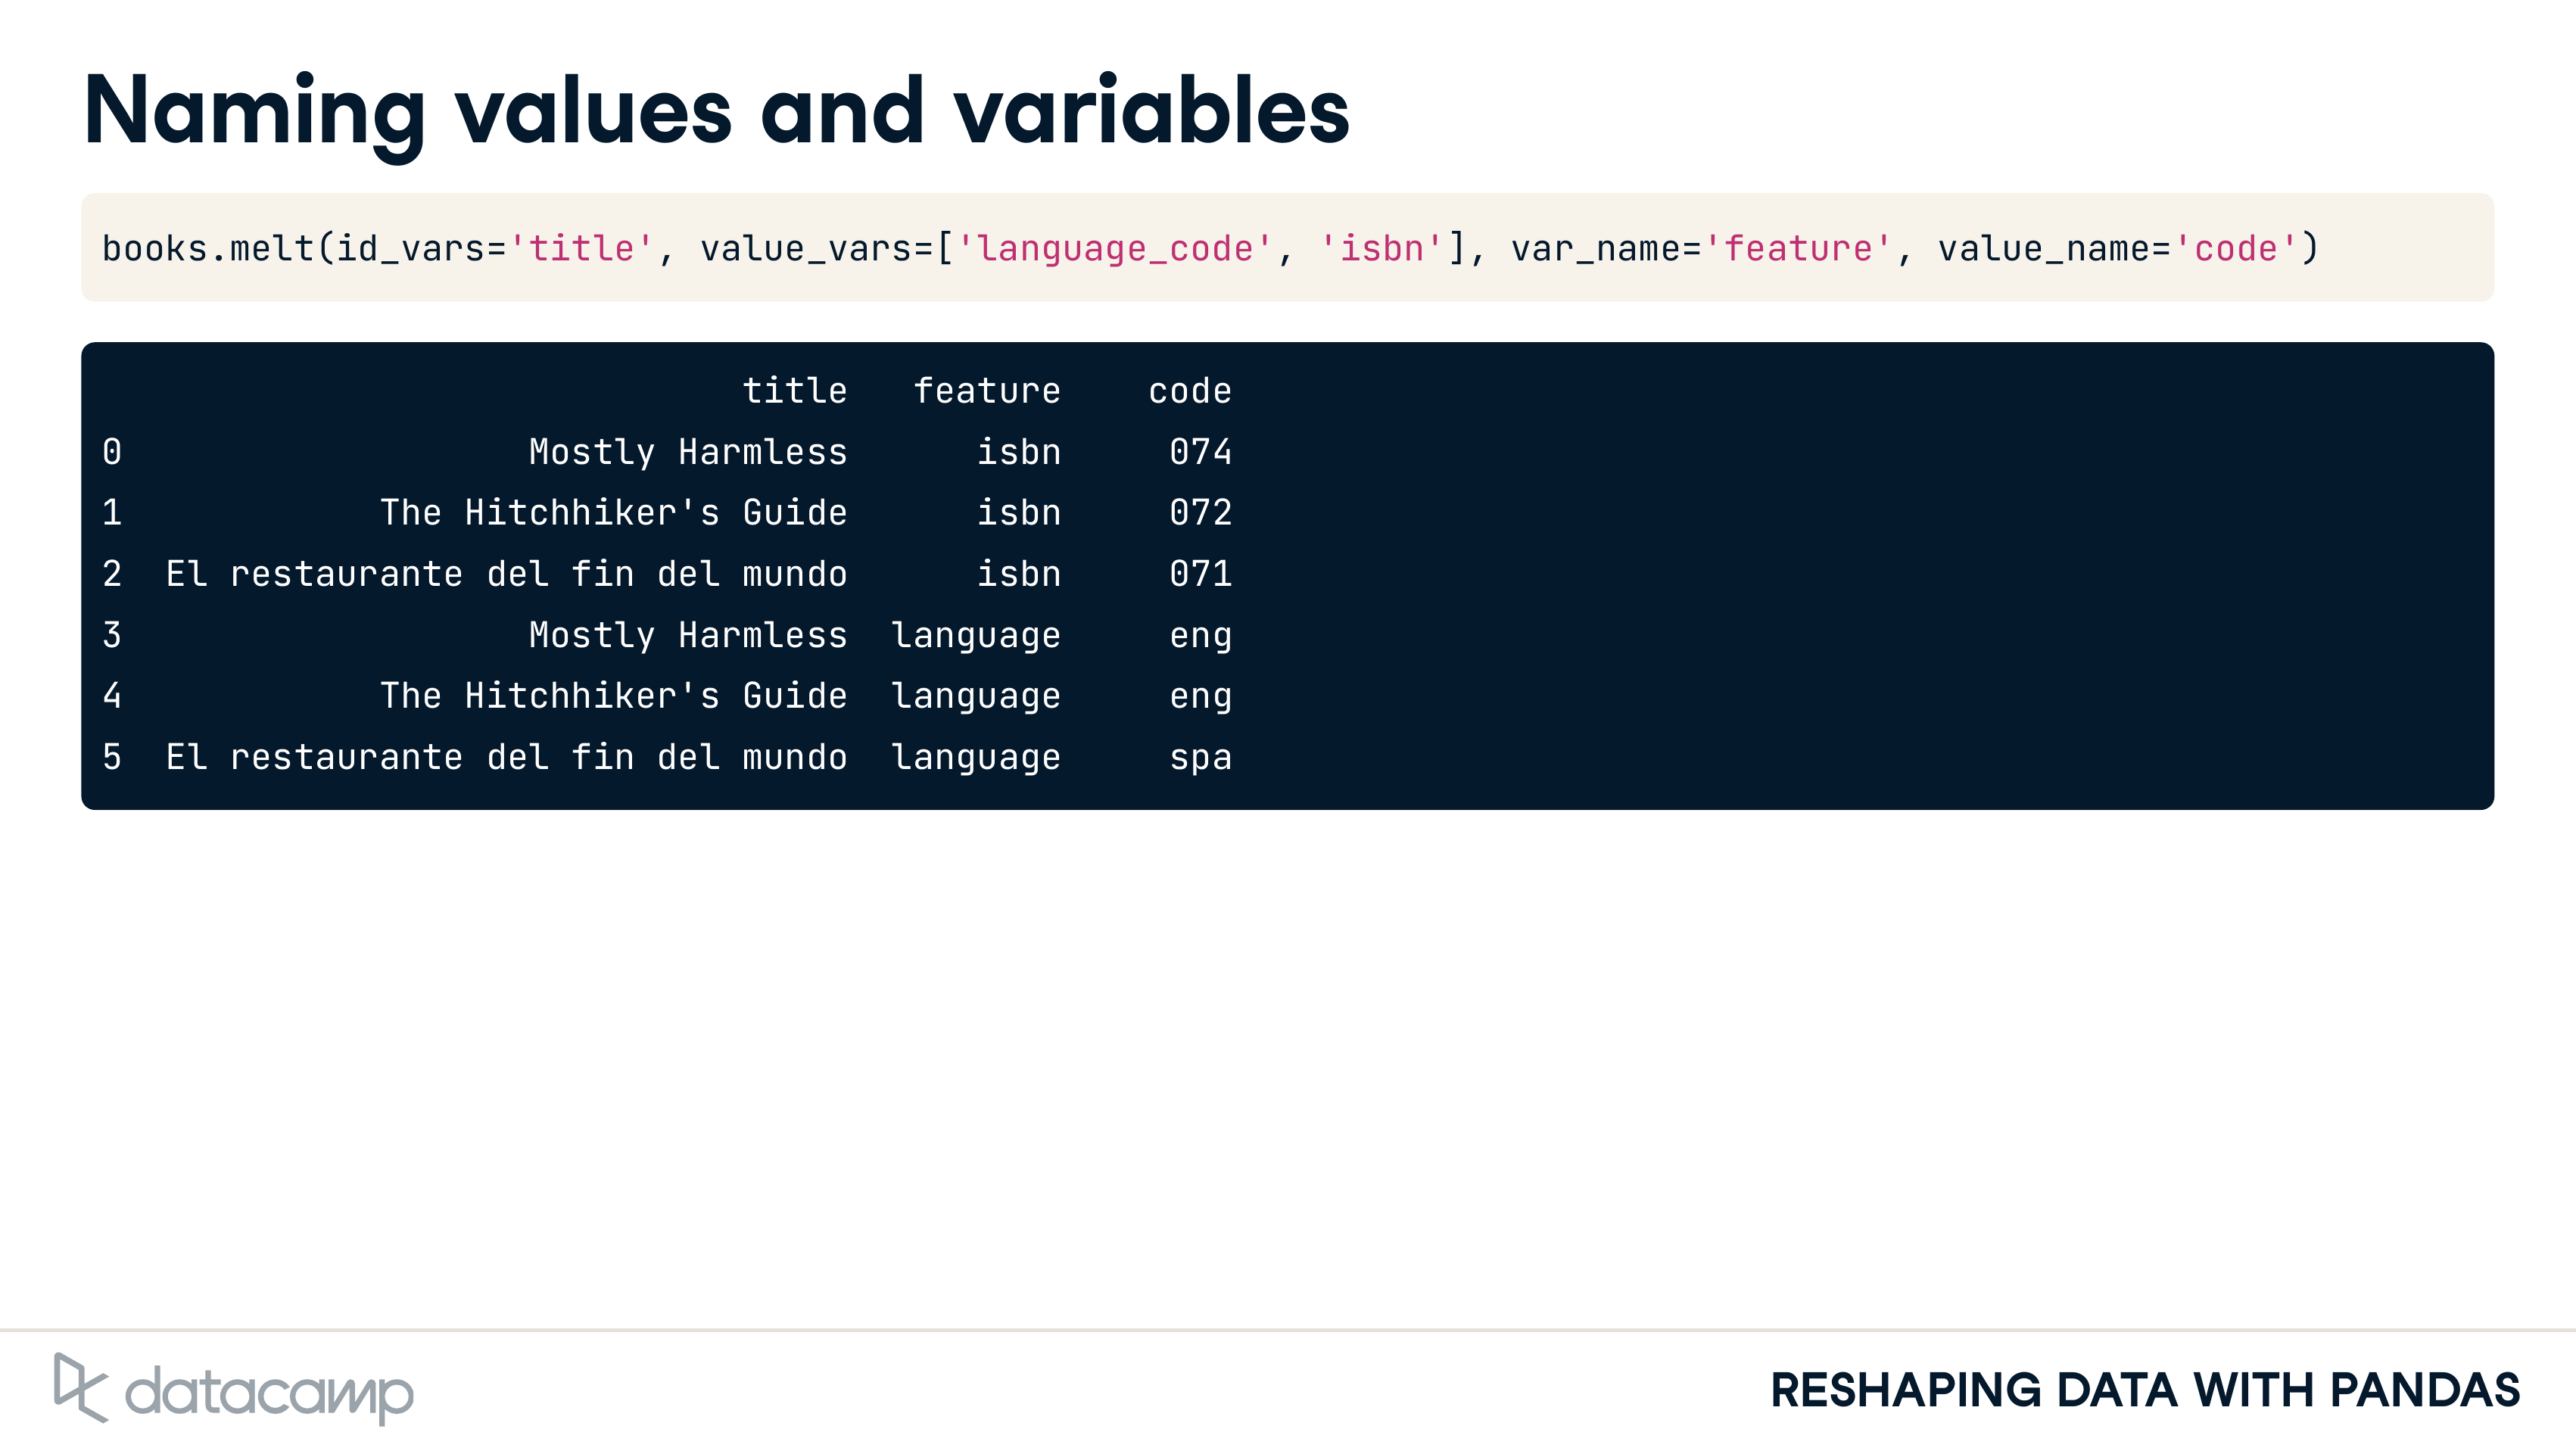 Naming values and variables
books.melt(id_vars='title', value_vars=['language_code', 'isbn'], var_name='feature', value_name='code')
title feature code
0 Mostly Harmless isbn 074
1 The Hitchhiker's Guide isbn 072
2 El restaurante del fin del mundo isbn 071
3 Mostly Harmless language eng
4 The Hitchhiker's Guide language eng
5 El restaurante del fin del mundo language spa
datacamp
RESHAPING DATA WITH PANDAS